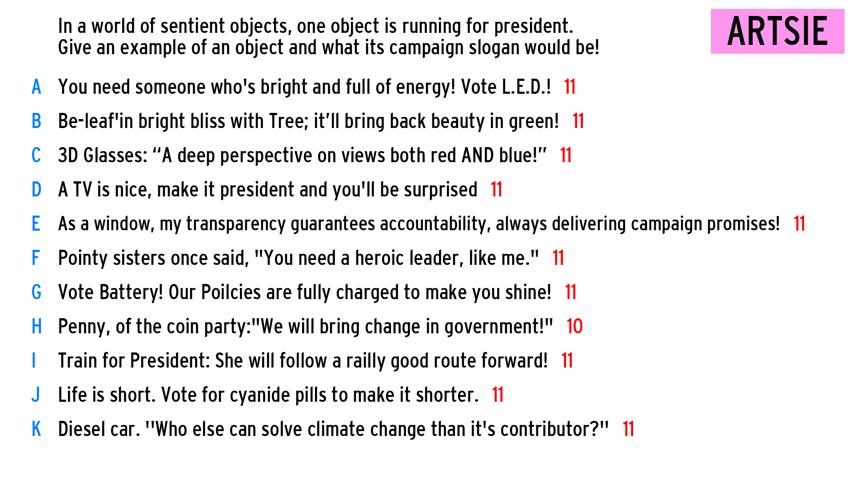 In a world of sentient objects, one object is running for president.
Give an example of an object and what its campaign slogan would be!
ARTSIE
A You need someone who's bright and full of energy! Vote L.E.D.! 11
B Be-leaf'in bright bliss with Tree; it’ll bring back beauty in green! 11
C 3D Glasses: “A deep perspective on views both red AND blue!” 11
D A TV is nice, make it president and you'll be surprised 11
E As a window, my transparency guarantees accountability, always delivering campaign promises! 11
F Pointy sisters once said, "You need a heroic leader, like me." 11
G Vote Battery! Our Poilcies are fully charged to make you shine! 11
H Penny, of the coin party:"We will bring change in government!" 10
I Train for President: She will follow a railly good route forward! 11
J Life is short. Vote for cyanide pills to make it shorter. 11
K Diesel car. "Who else can solve climate change than it's contributor?" 11